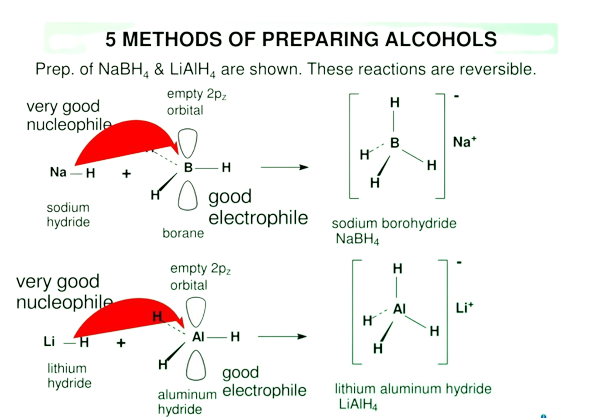 5 METHODS OF PREPARING ALCOHOLS
Prep. of NaBH₄ & LiAlH₄ are shown. These reactions are reversible.
very good
nucleophile
empty 2p_z
orbital
Na — H
+
H
B — H
H
sodium
hydride
good
electrophile
borane
H
B
H
H
H
-
Na⁺
sodium borohydride
NaBH₄
very good
nucleophile
empty 2p_z
orbital
Li — H
+
H
Al — H
H
lithium
hydride
good
electrophile
aluminum
hydride
H
Al
H
H
H
-
Li⁺
lithium aluminum hydride
LiAlH₄